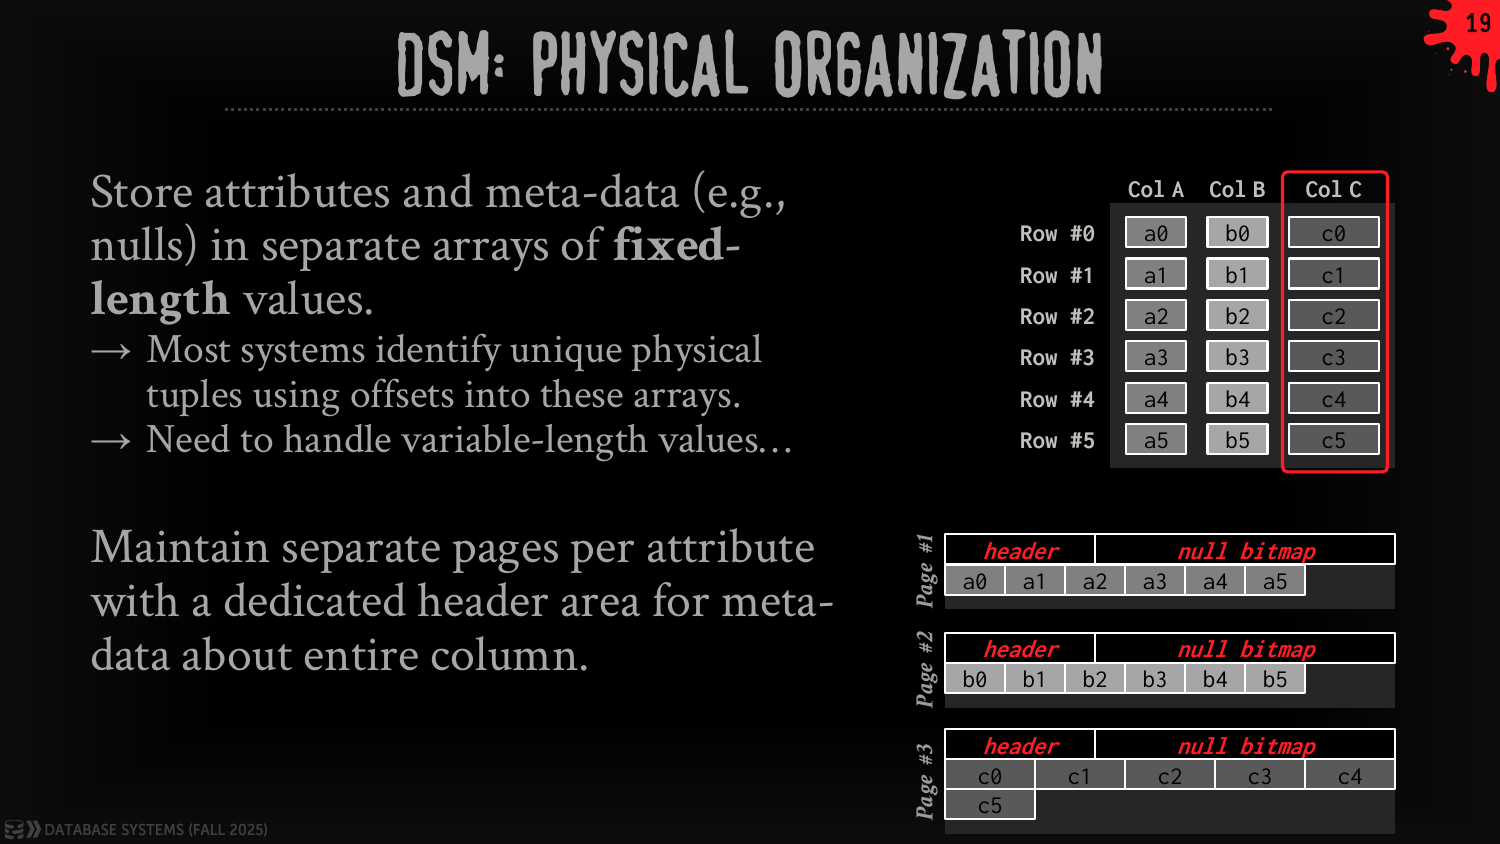 19
DSM: PHYSICAL ORGANIZATION
Store attributes and meta-data (e.g.,
nulls) in separate arrays of fixed-
length values.
→ Most systems identify unique physical
tuples using offsets into these arrays.
→ Need to handle variable-length values…
Maintain separate pages per attribute
with a dedicated header area for meta-
data about entire column.
Col A Col B Col C
Row #0 a0 b0 c0
Row #1 a1 b1 c1
Row #2 a2 b2 c2
Row #3 a3 b3 c3
Row #4 a4 b4 c4
Row #5 a5 b5 c5
Page #1
header null bitmap
a0 a1 a2 a3 a4 a5
Page #2
header null bitmap
b0 b1 b2 b3 b4 b5
Page #3
header null bitmap
c0 c1 c2 c3 c4
c5
DATABASE SYSTEMS (FALL 2025)